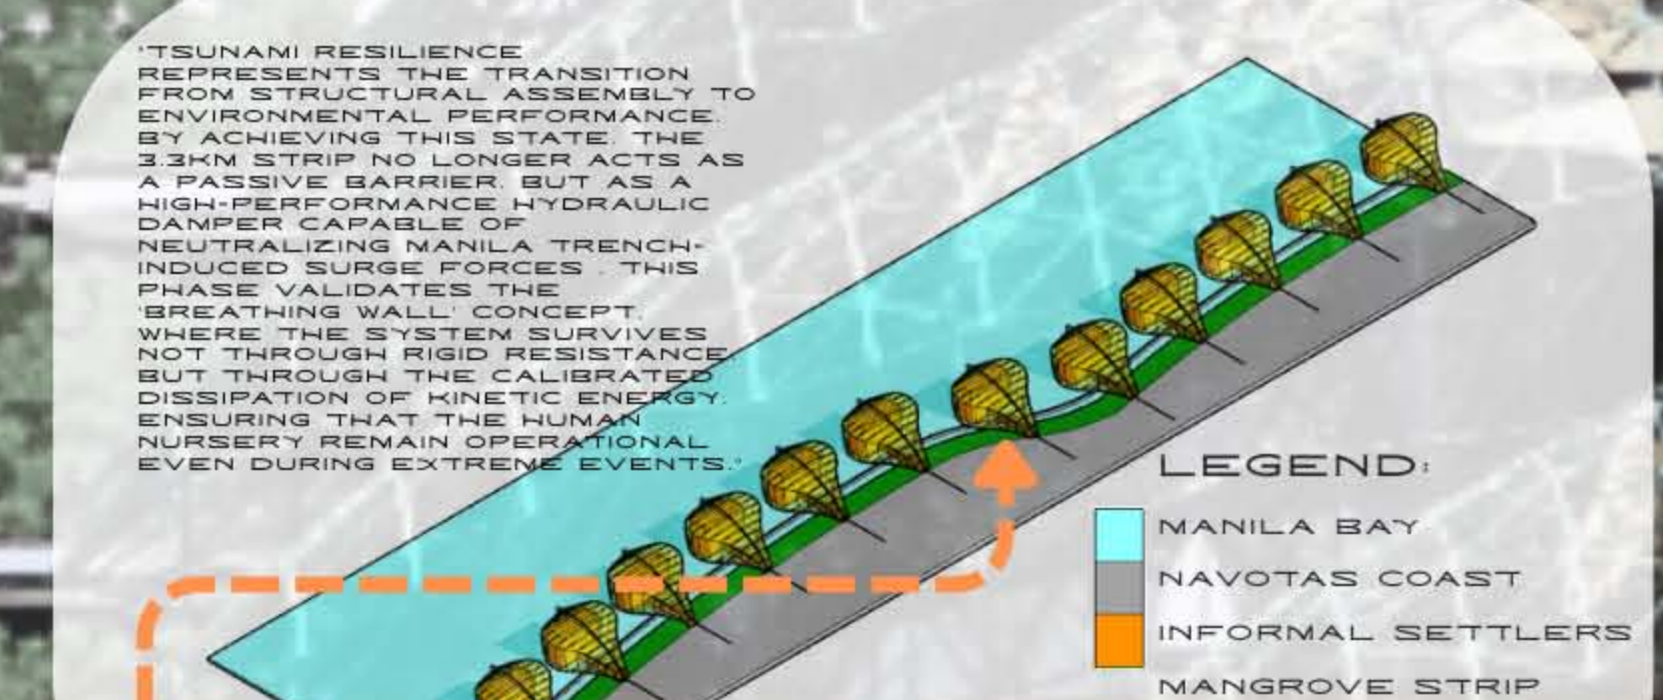 "TSUNAMI RESILIENCE
REPRESENTS THE TRANSITION
FROM STRUCTURAL ASSEMBLY TO
ENVIRONMENTAL PERFORMANCE.
BY ACHIEVING THIS STATE, THE
3.3KM STRIP NO LONGER ACTS AS
A PASSIVE BARRIER, BUT AS A
HIGH-PERFORMANCE HYDRAULIC
DAMPER CAPABLE OF
NEUTRALIZING MANILA TRENCH-
INDUCED SURGE FORCES . THIS
PHASE VALIDATES THE
'BREATHING WALL' CONCEPT,
WHERE THE SYSTEM SURVIVES
NOT THROUGH RIGID RESISTANCE,
BUT THROUGH THE CALIBRATED
DISSIPATION OF KINETIC ENERGY,
ENSURING THAT THE HUMAN
NURSERY REMAIN OPERATIONAL
EVEN DURING EXTREME EVENTS."
LEGEND:
MANILA BAY
NAVOTAS COAST
INFORMAL SETTLERS
MANGROVE STRIP